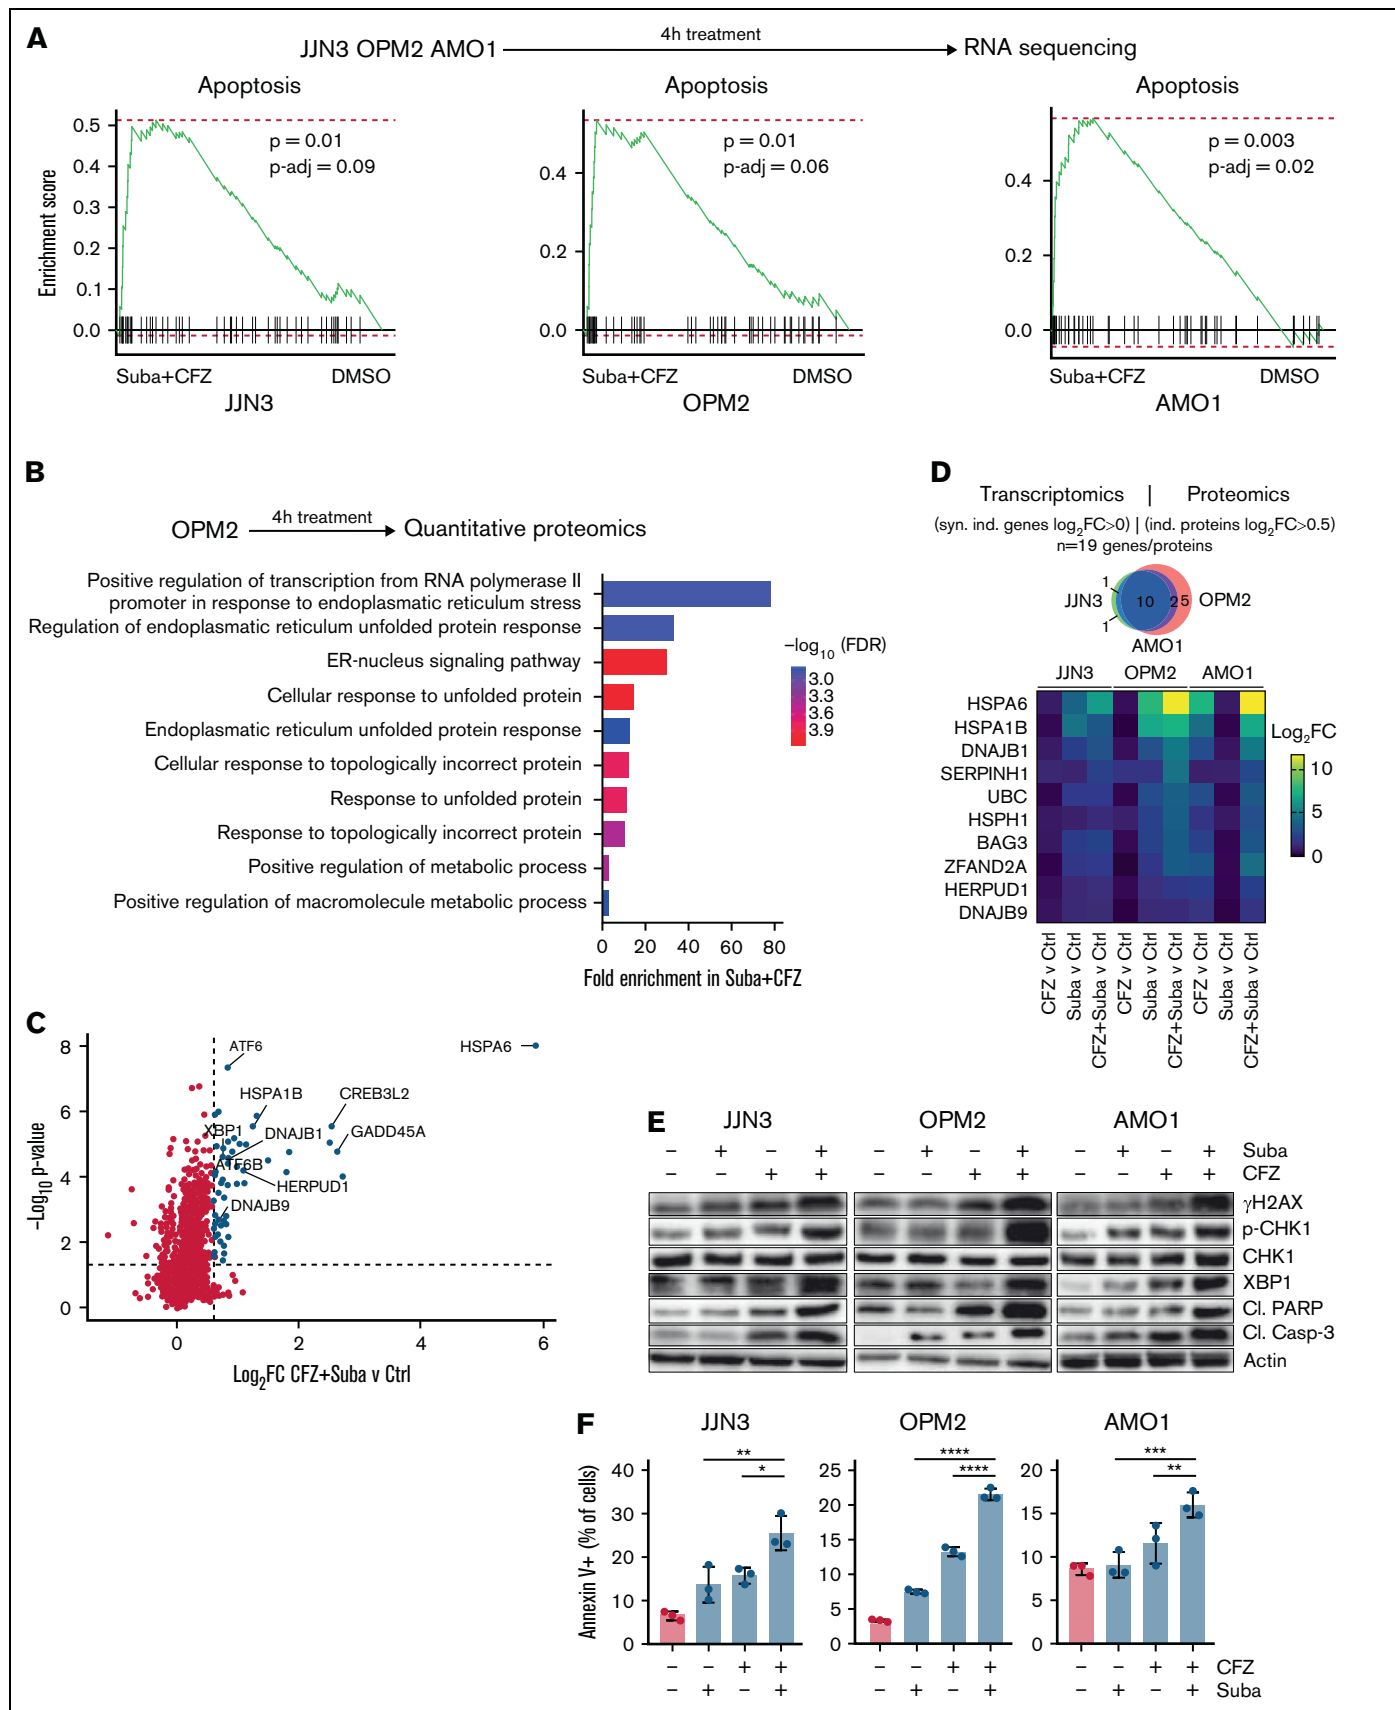 A
JJN3 OPM2 AMO1
4h treatment
RNA sequencing
Apoptosis
Apoptosis
Apoptosis
Enrichment score
0.5
0.4
0.3
0.2
0.1
0.0
p = 0.01
p-adj = 0.09
Suba+CFZ
DMSO
JJN3
0.4
0.2
0.0
p = 0.01
p-adj = 0.06
Suba+CFZ
DMSO
OPM2
0.4
0.2
0.0
p = 0.003
p-adj = 0.02
Suba+CFZ
DMSO
AMO1
B
OPM2
4h treatment
Quantitative proteomics
Positive regulation of transcription from RNA polymerase II
promoter in response to endoplasmatic reticulum stress
Regulation of endoplasmatic reticulum unfolded protein response
ER-nucleus signaling pathway
Cellular response to unfolded protein
Endoplasmatic reticulum unfolded protein response
Cellular response to topologically incorrect protein
Response to unfolded protein
Response to topologically incorrect protein
Positive regulation of metabolic process
Positive regulation of macromolecule metabolic process
0 20 40 60 80
Fold enrichment in Suba+CFZ
−log10 (FDR)
3.0
3.3
3.6
3.9
C
8
6
4
2
0
−Log10 p-value
ATF6
HSPA6
HSPA1B
CREB3L2
XBP1
DNAJB1
GADD45A
ATF6B
HERPUD1
DNAJB9
0 2 4 6
Log2FC CFZ+Suba v Ctrl
D
Transcriptomics | Proteomics
(syn. ind. genes log2FC>0) | (ind. proteins log2FC>0.5)
n=19 genes/proteins
1
JJN3
10
2
5
OPM2
1
AMO1
JJN3 OPM2 AMO1
HSPA6
HSPA1B
DNAJB1
SERPINH1
UBC
HSPH1
BAG3
ZFAND2A
HERPUD1
DNAJB9
Log2FC
10
5
0
CFZ v Ctrl
Suba v Ctrl
CFZ+Suba v Ctrl
CFZ v Ctrl
Suba v Ctrl
CFZ+Suba v Ctrl
CFZ v Ctrl
Suba v Ctrl
CFZ+Suba v Ctrl
E
JJN3 OPM2 AMO1
− + − + − + − + − + − + Suba
− − + + − − + + − − + + CFZ
γH2AX
p-CHK1
CHK1
XBP1
Cl. PARP
Cl. Casp-3
Actin
F
JJN3 OPM2 AMO1
Annexin V+ (% of cells)
40
30
20
10
0
**
*
25
20
15
10
5
0
****
****
20
15
10
5
0
***
**
− − + + − − + + − − + + CFZ
− + − + − + − + − + − + Suba